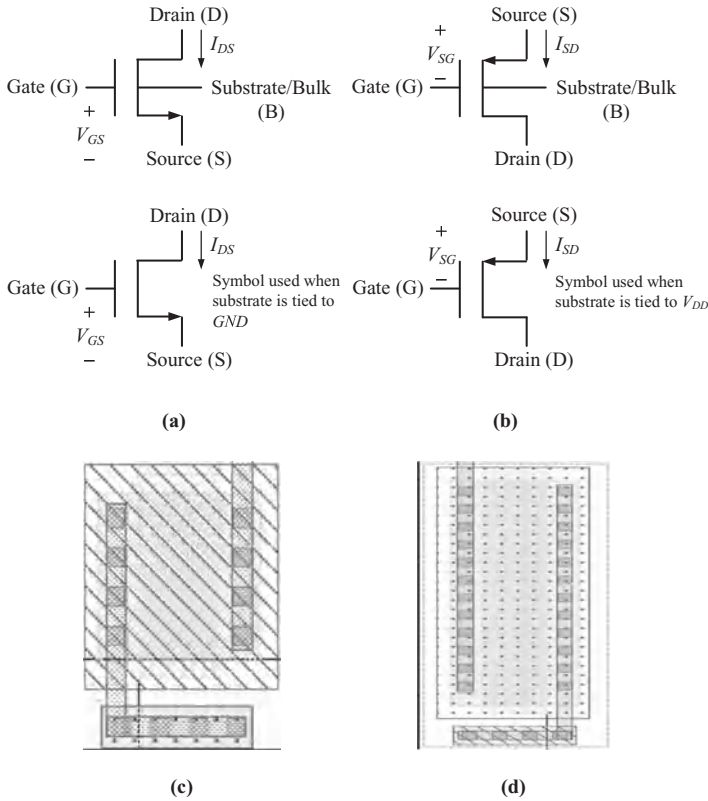 Drain (D)
I_DS
Gate (G)
Substrate/Bulk
(B)
+
V_GS
−
Source (S)
Source (S)
+
V_SG
−
I_SD
Gate (G)
Substrate/Bulk
(B)
Drain (D)
Drain (D)
I_DS
Gate (G)
Symbol used when
substrate is tied to
GND
+
V_GS
−
Source (S)
Source (S)
+
V_SG
−
I_SD
Gate (G)
Symbol used when
substrate is tied to V_DD
Drain (D)
(a)
(b)
(c)
(d)